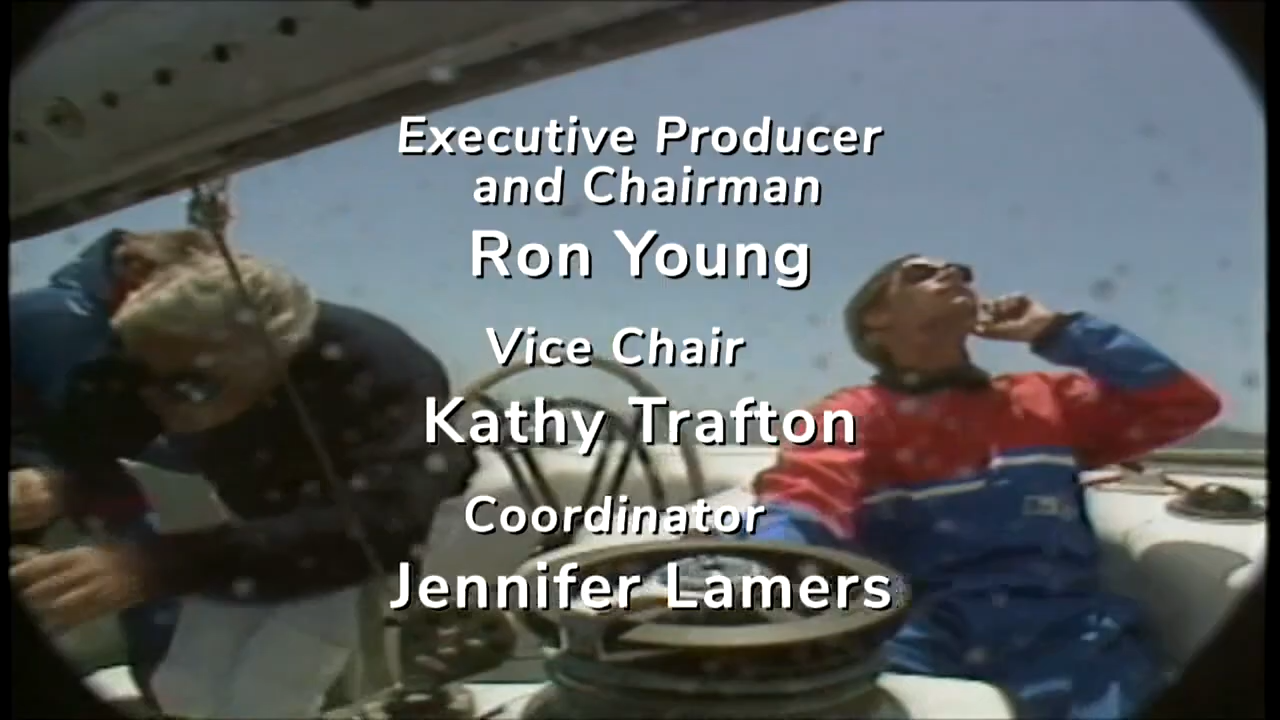 Executive Producer
and Chairman
Ron Young
Vice Chair
Kathy Trafton
Coordinator
Jennifer Lamers